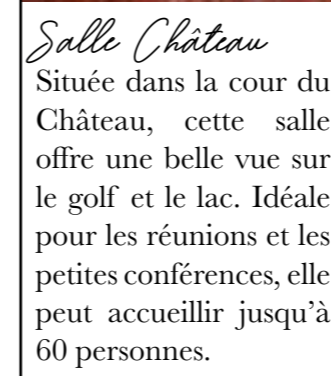 Salle Château
Située dans la cour du
Château, cette salle
offre une belle vue sur
le golf et le lac. Idéale
pour les réunions et les
petites conférences, elle
peut accueillir jusqu’à
60 personnes.